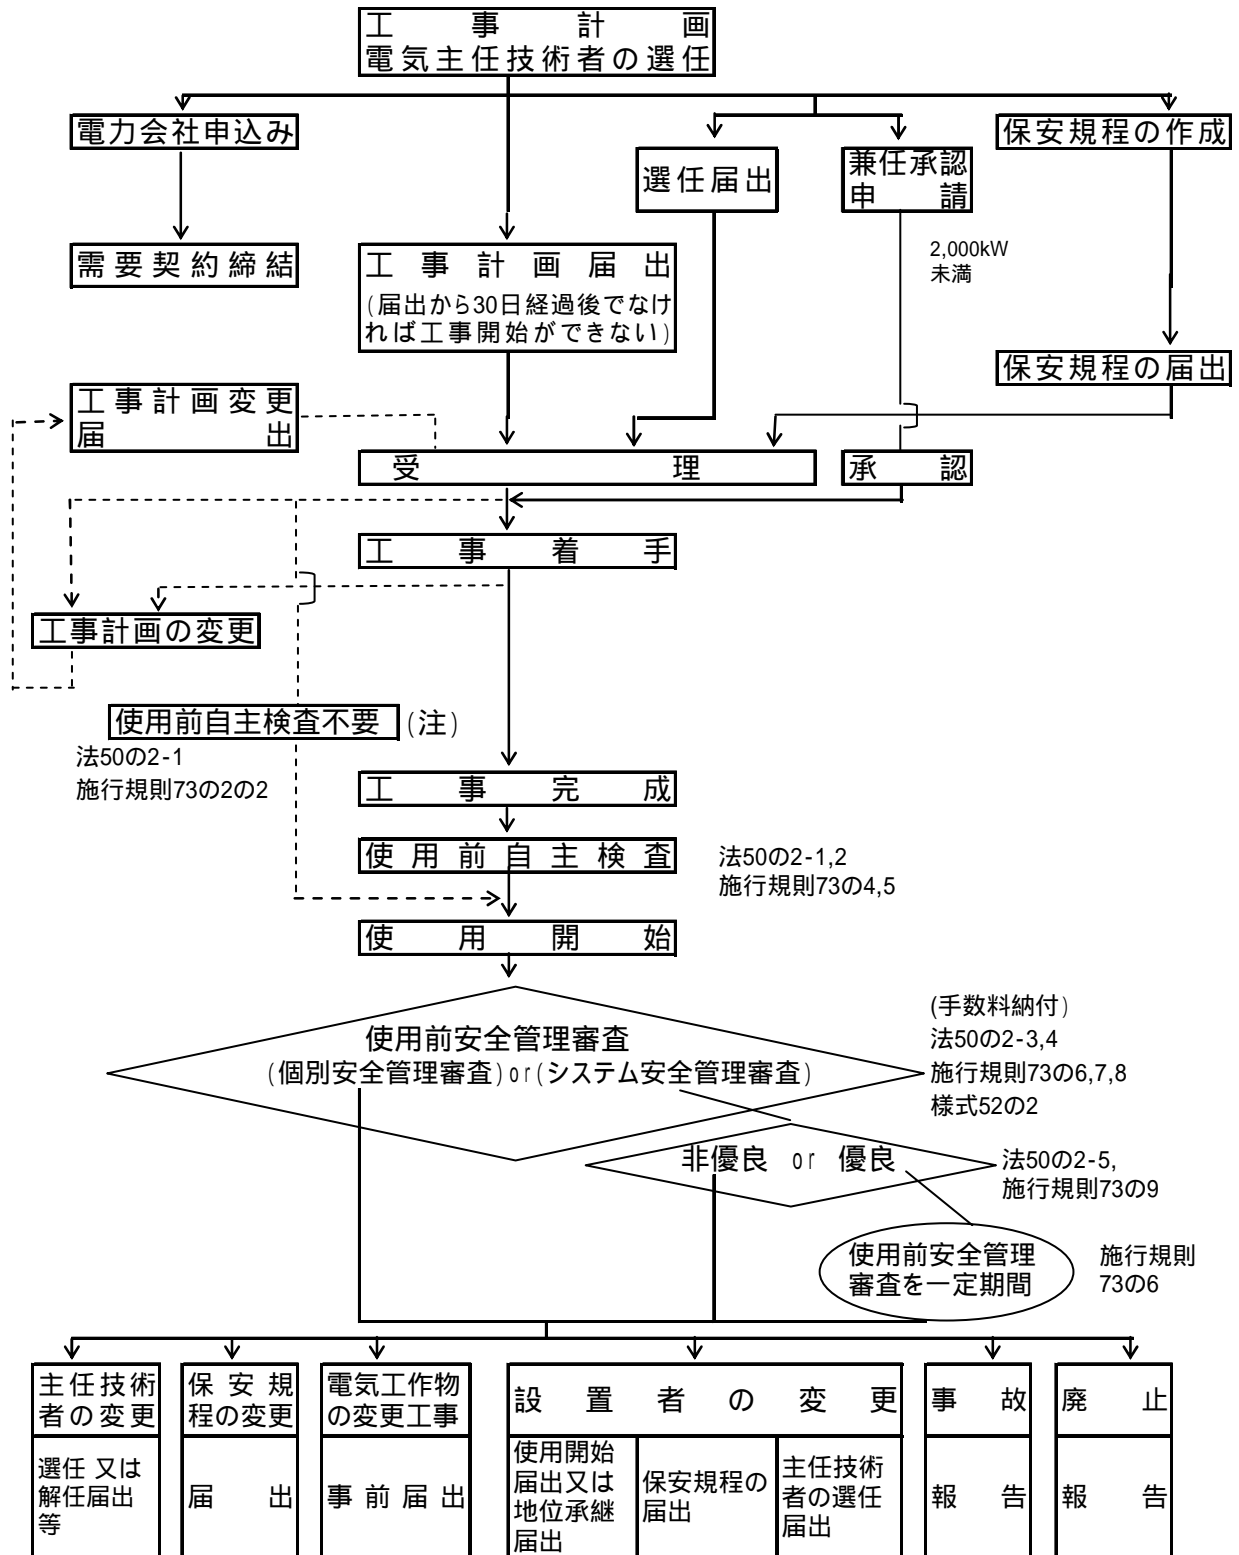 工事計画
電気主任技術者の選任
電力会社申込み
保安規程の作成
選任届出
兼任承認
申請
需要契約締結
工事計画届出
(届出から30日経過後でなけ
れば工事開始ができない)
2,000kW
未満
保安規程の届出
工事計画変更
届出
受理
承認
工事着手
工事計画の変更
使用前自主検査不要 (注)
法50の2-1
施行規則73の2の2
工事完成
使用前自主検査
法50の2-1,2
施行規則73の4,5
使用開始
使用前安全管理審査
(個別安全管理審査)or(システム安全管理審査)
(手数料納付)
法50の2-3,4
施行規則73の6,7,8
様式52の2
非優良 or 優良
法50の2-5,
施行規則73の9
使用前安全管理
審査を一定期間
施行規則
73の6
主任技術
者の変更
保安規
程の変更
電気工作物
の変更工事
設置者の変更
事故
廃止
選任 又は
解任届出
等
届出
事前届出
使用開始
届出又は
地位承継
届出
保安規程の
届出
主任技術
者の選任
届出
報告
報告